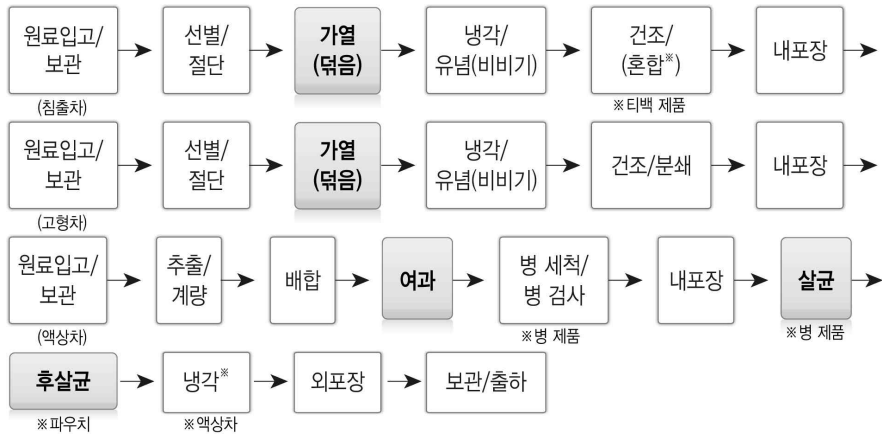 원료입고/
보관
(침출차)
선별/
절단
가열
(덖음)
냉각/
유념(비비기)
건조/
(혼합※)
※티백 제품
내포장
원료입고/
보관
(고형차)
선별/
절단
가열
(덖음)
냉각/
유념(비비기)
건조/분쇄
내포장
원료입고/
보관
(액상차)
추출/
계량
배합
여과
병 세척/
병 검사
※병 제품
내포장
살균
※병 제품
후살균
※파우치
냉각※
※액상차
외포장
보관/출하